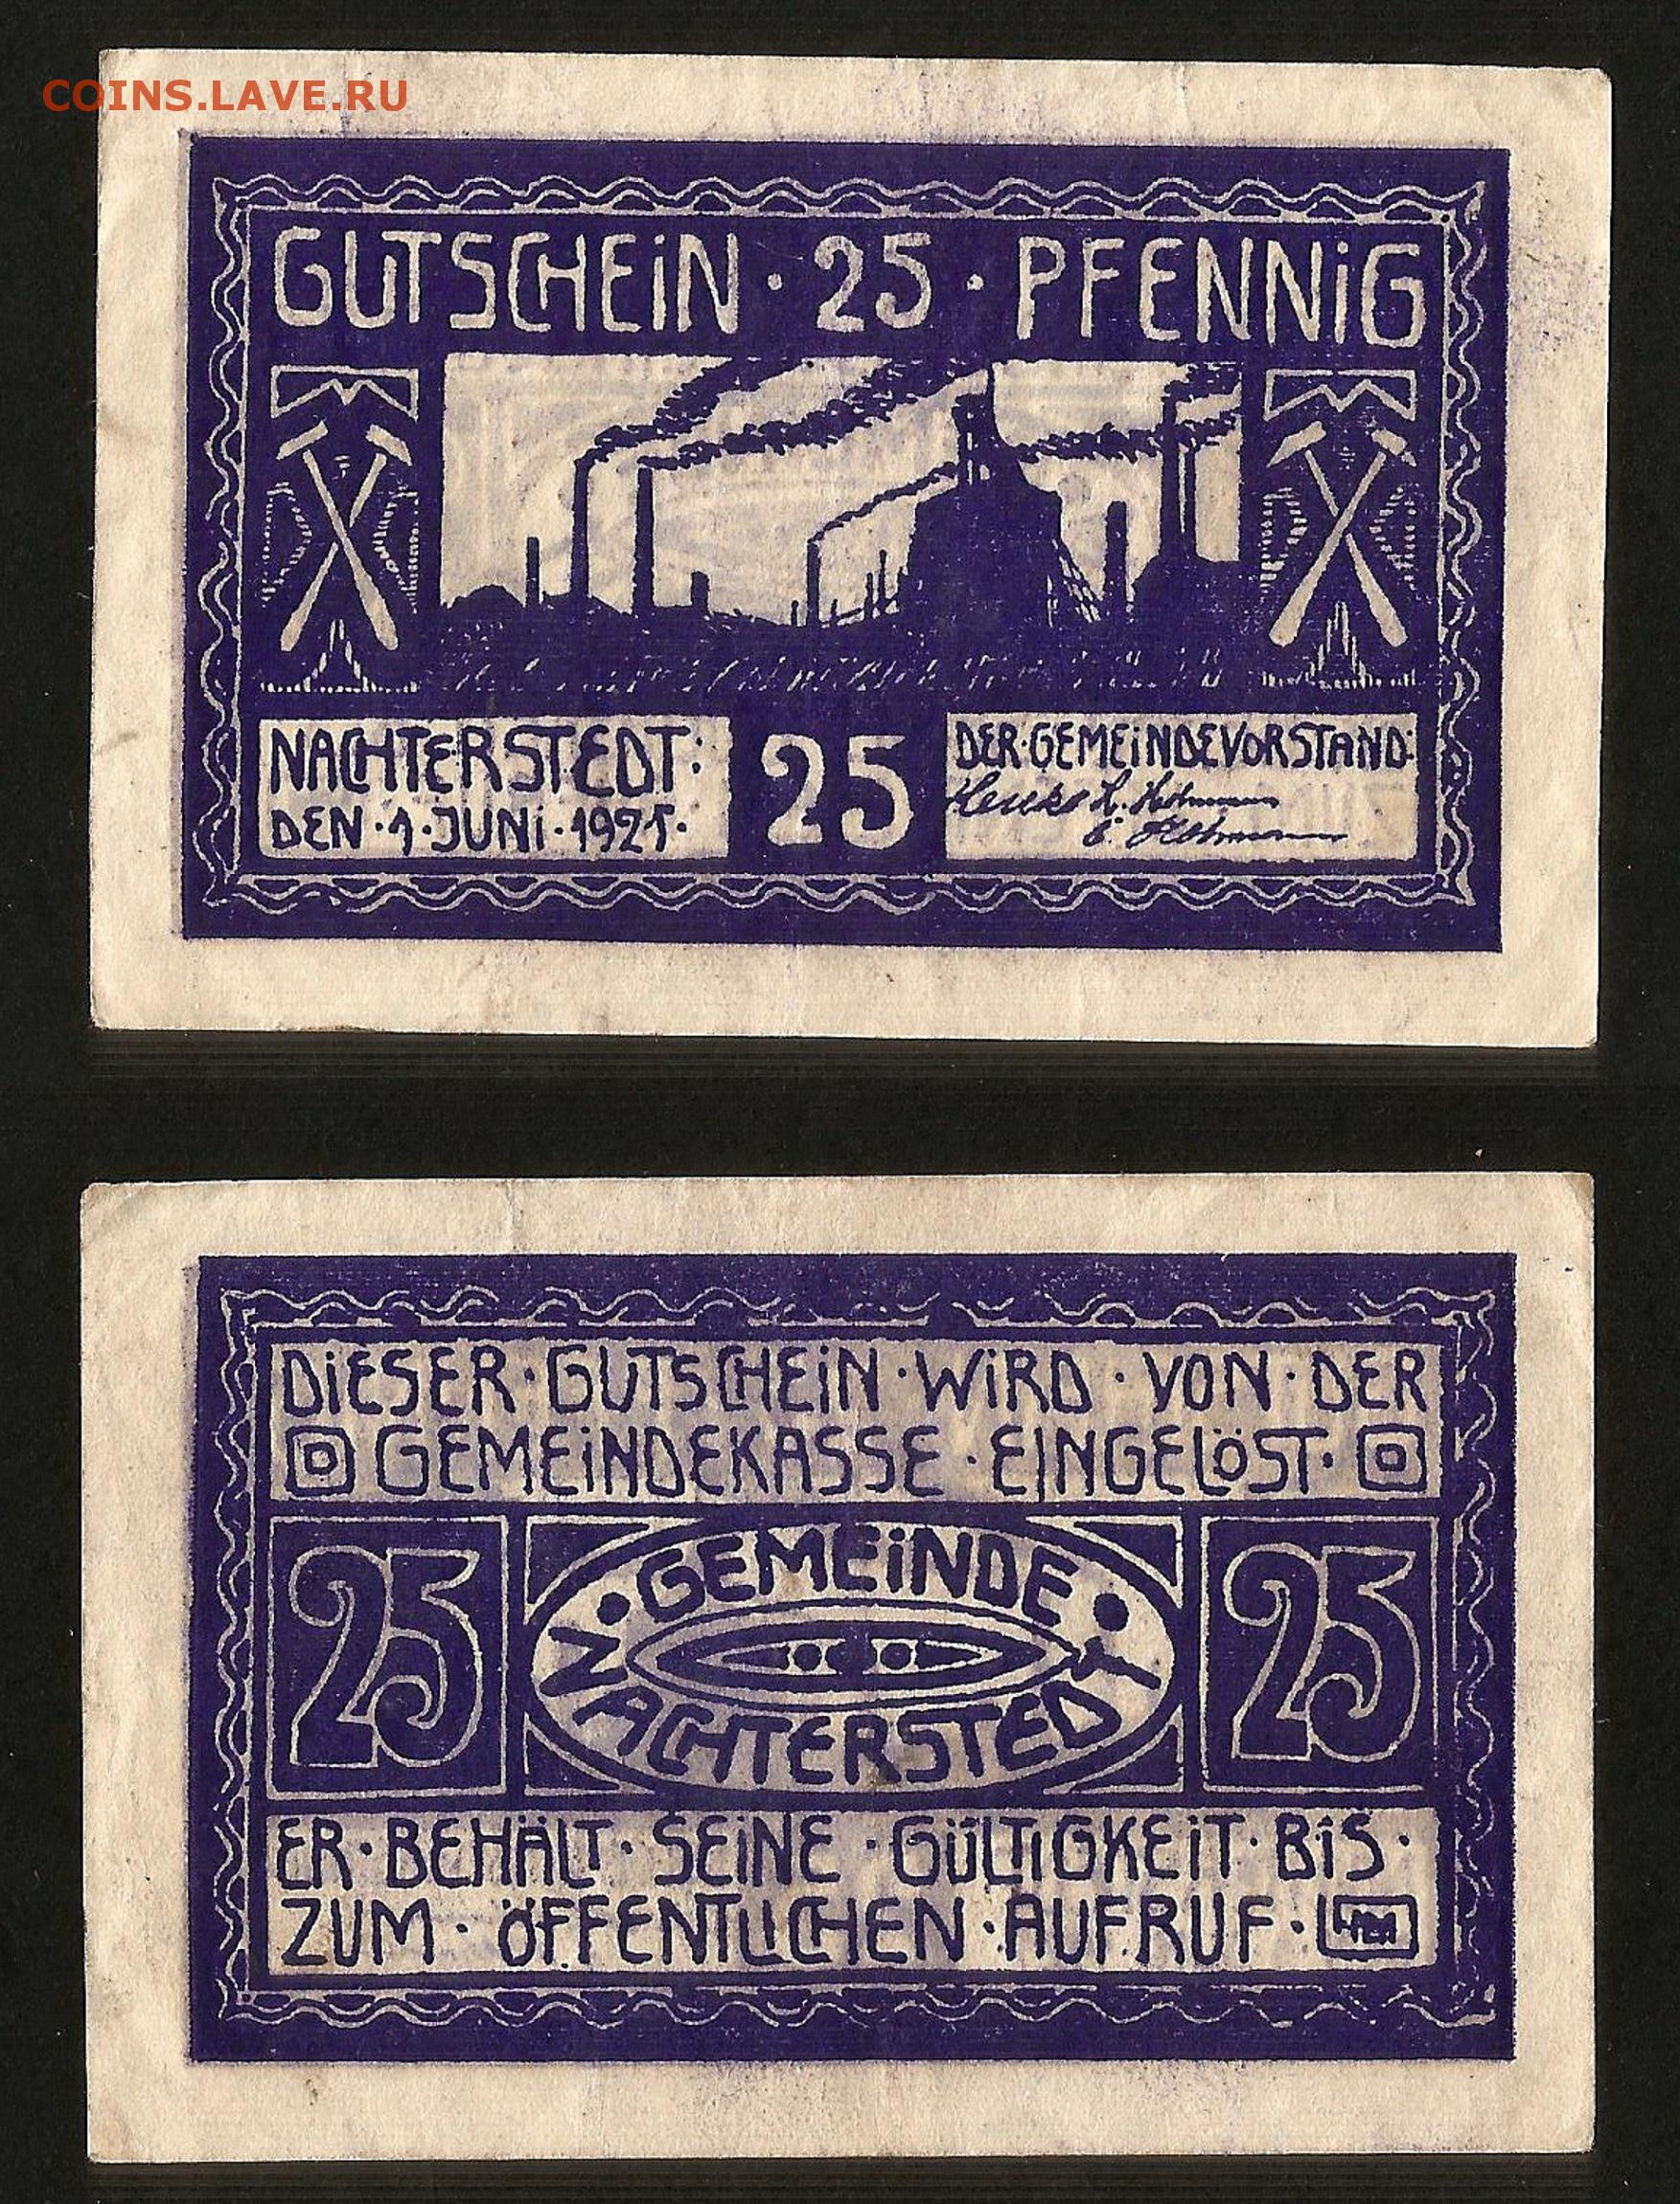 COINS.LAVE.RU
GUTSCHEiN · 25 · PFENNiG
NACHTERSTEDT:
DEN · 1 · JUNi · 1921 ·
25
DER · GEMEiNDEVORSTAND:
DiESER · GUTSCHEiN · WiRD · VON · DER
GEMEiNDEKASSE · EINGELÖST ·
25
· GEMEiNDE ·
NACHTERSTEDT
25
ER · BEHÄLT · SEiNE · GÜLTIGKEiT · BiS ·
ZUM · ÖFFENTLICHEN · AUFRUF ·